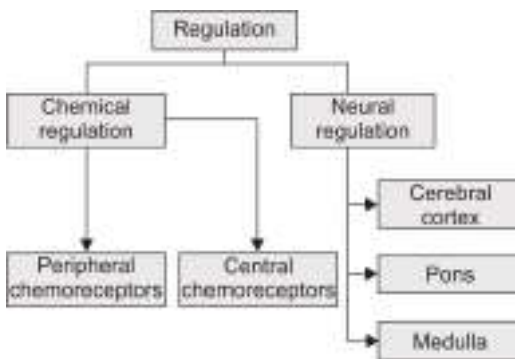 Regulation
Chemical
regulation
Neural
regulation
Cerebral
cortex
Peripheral
chemoreceptors
Central
chemoreceptors
Pons
Medulla